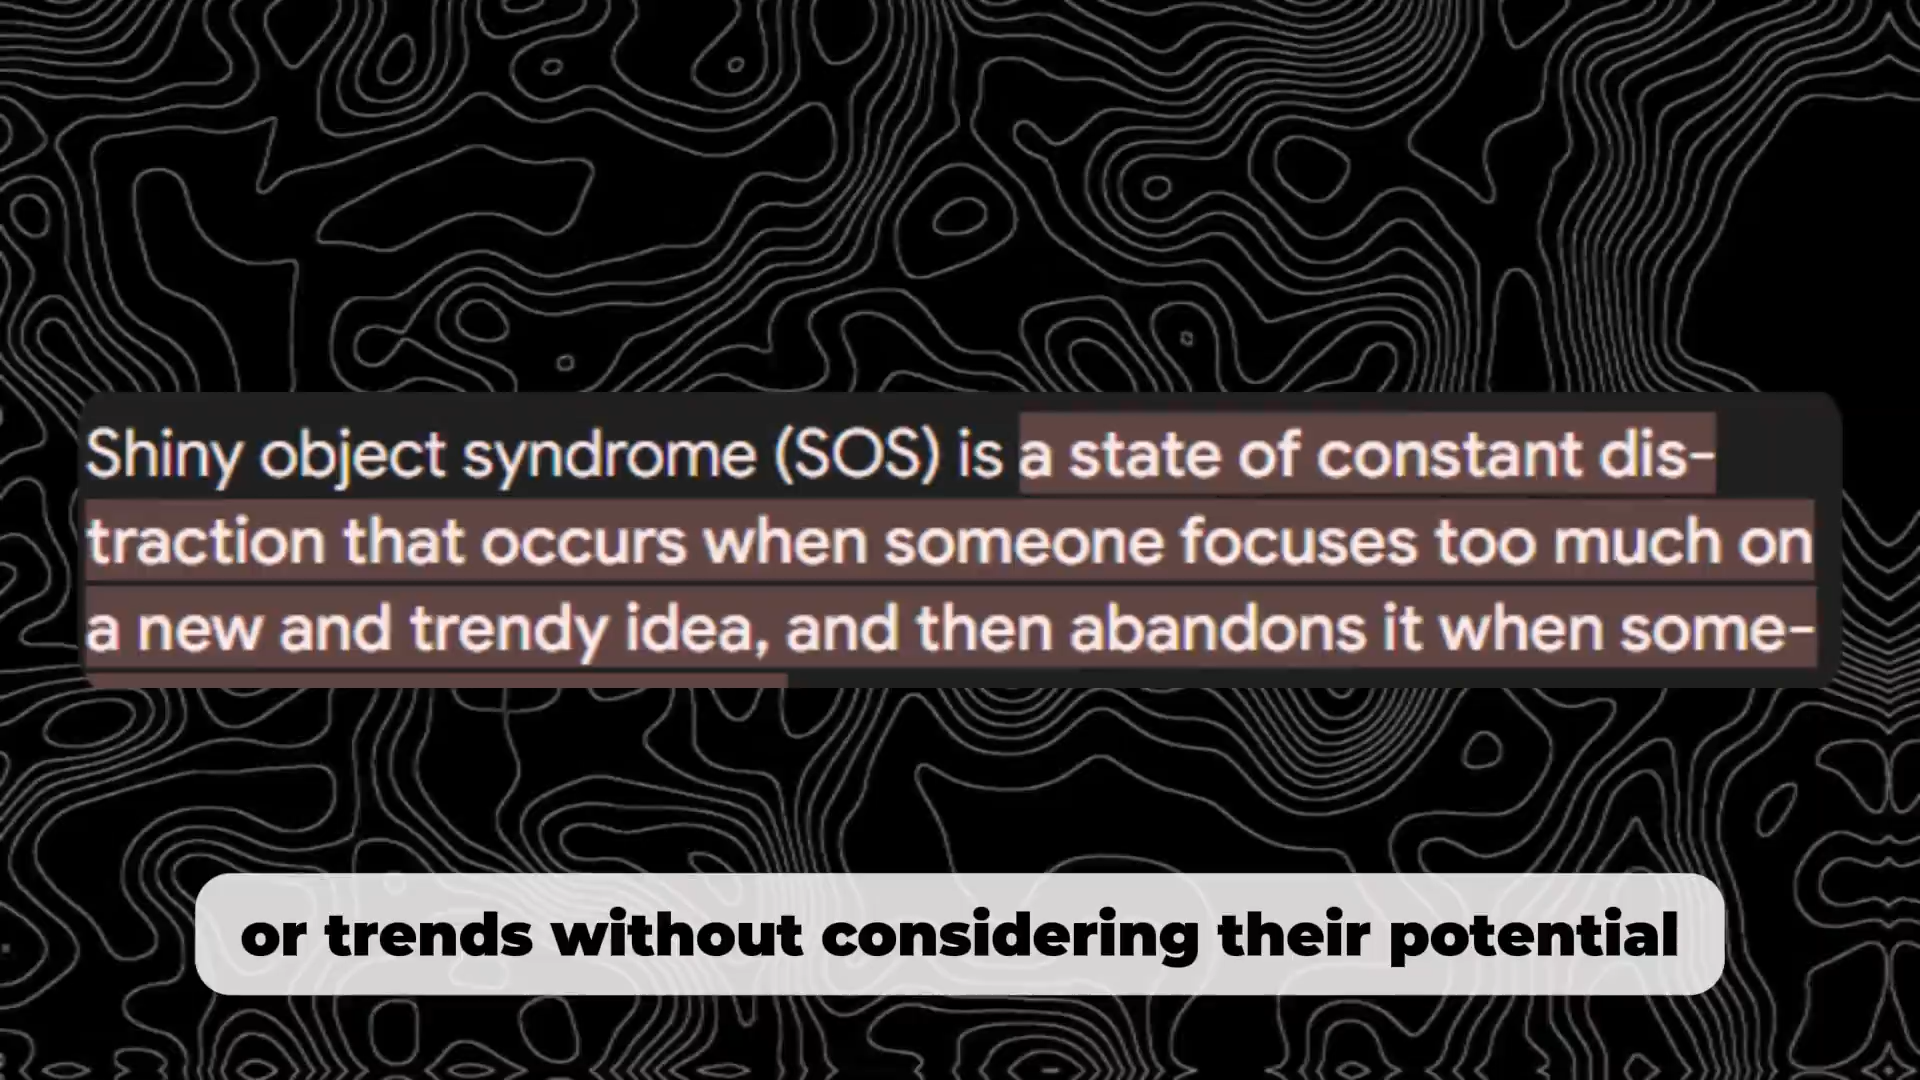 Shiny object syndrome (SOS) is a state of constant dis-
traction that occurs when someone focuses too much on
a new and trendy idea, and then abandons it when some-
or trends without considering their potential